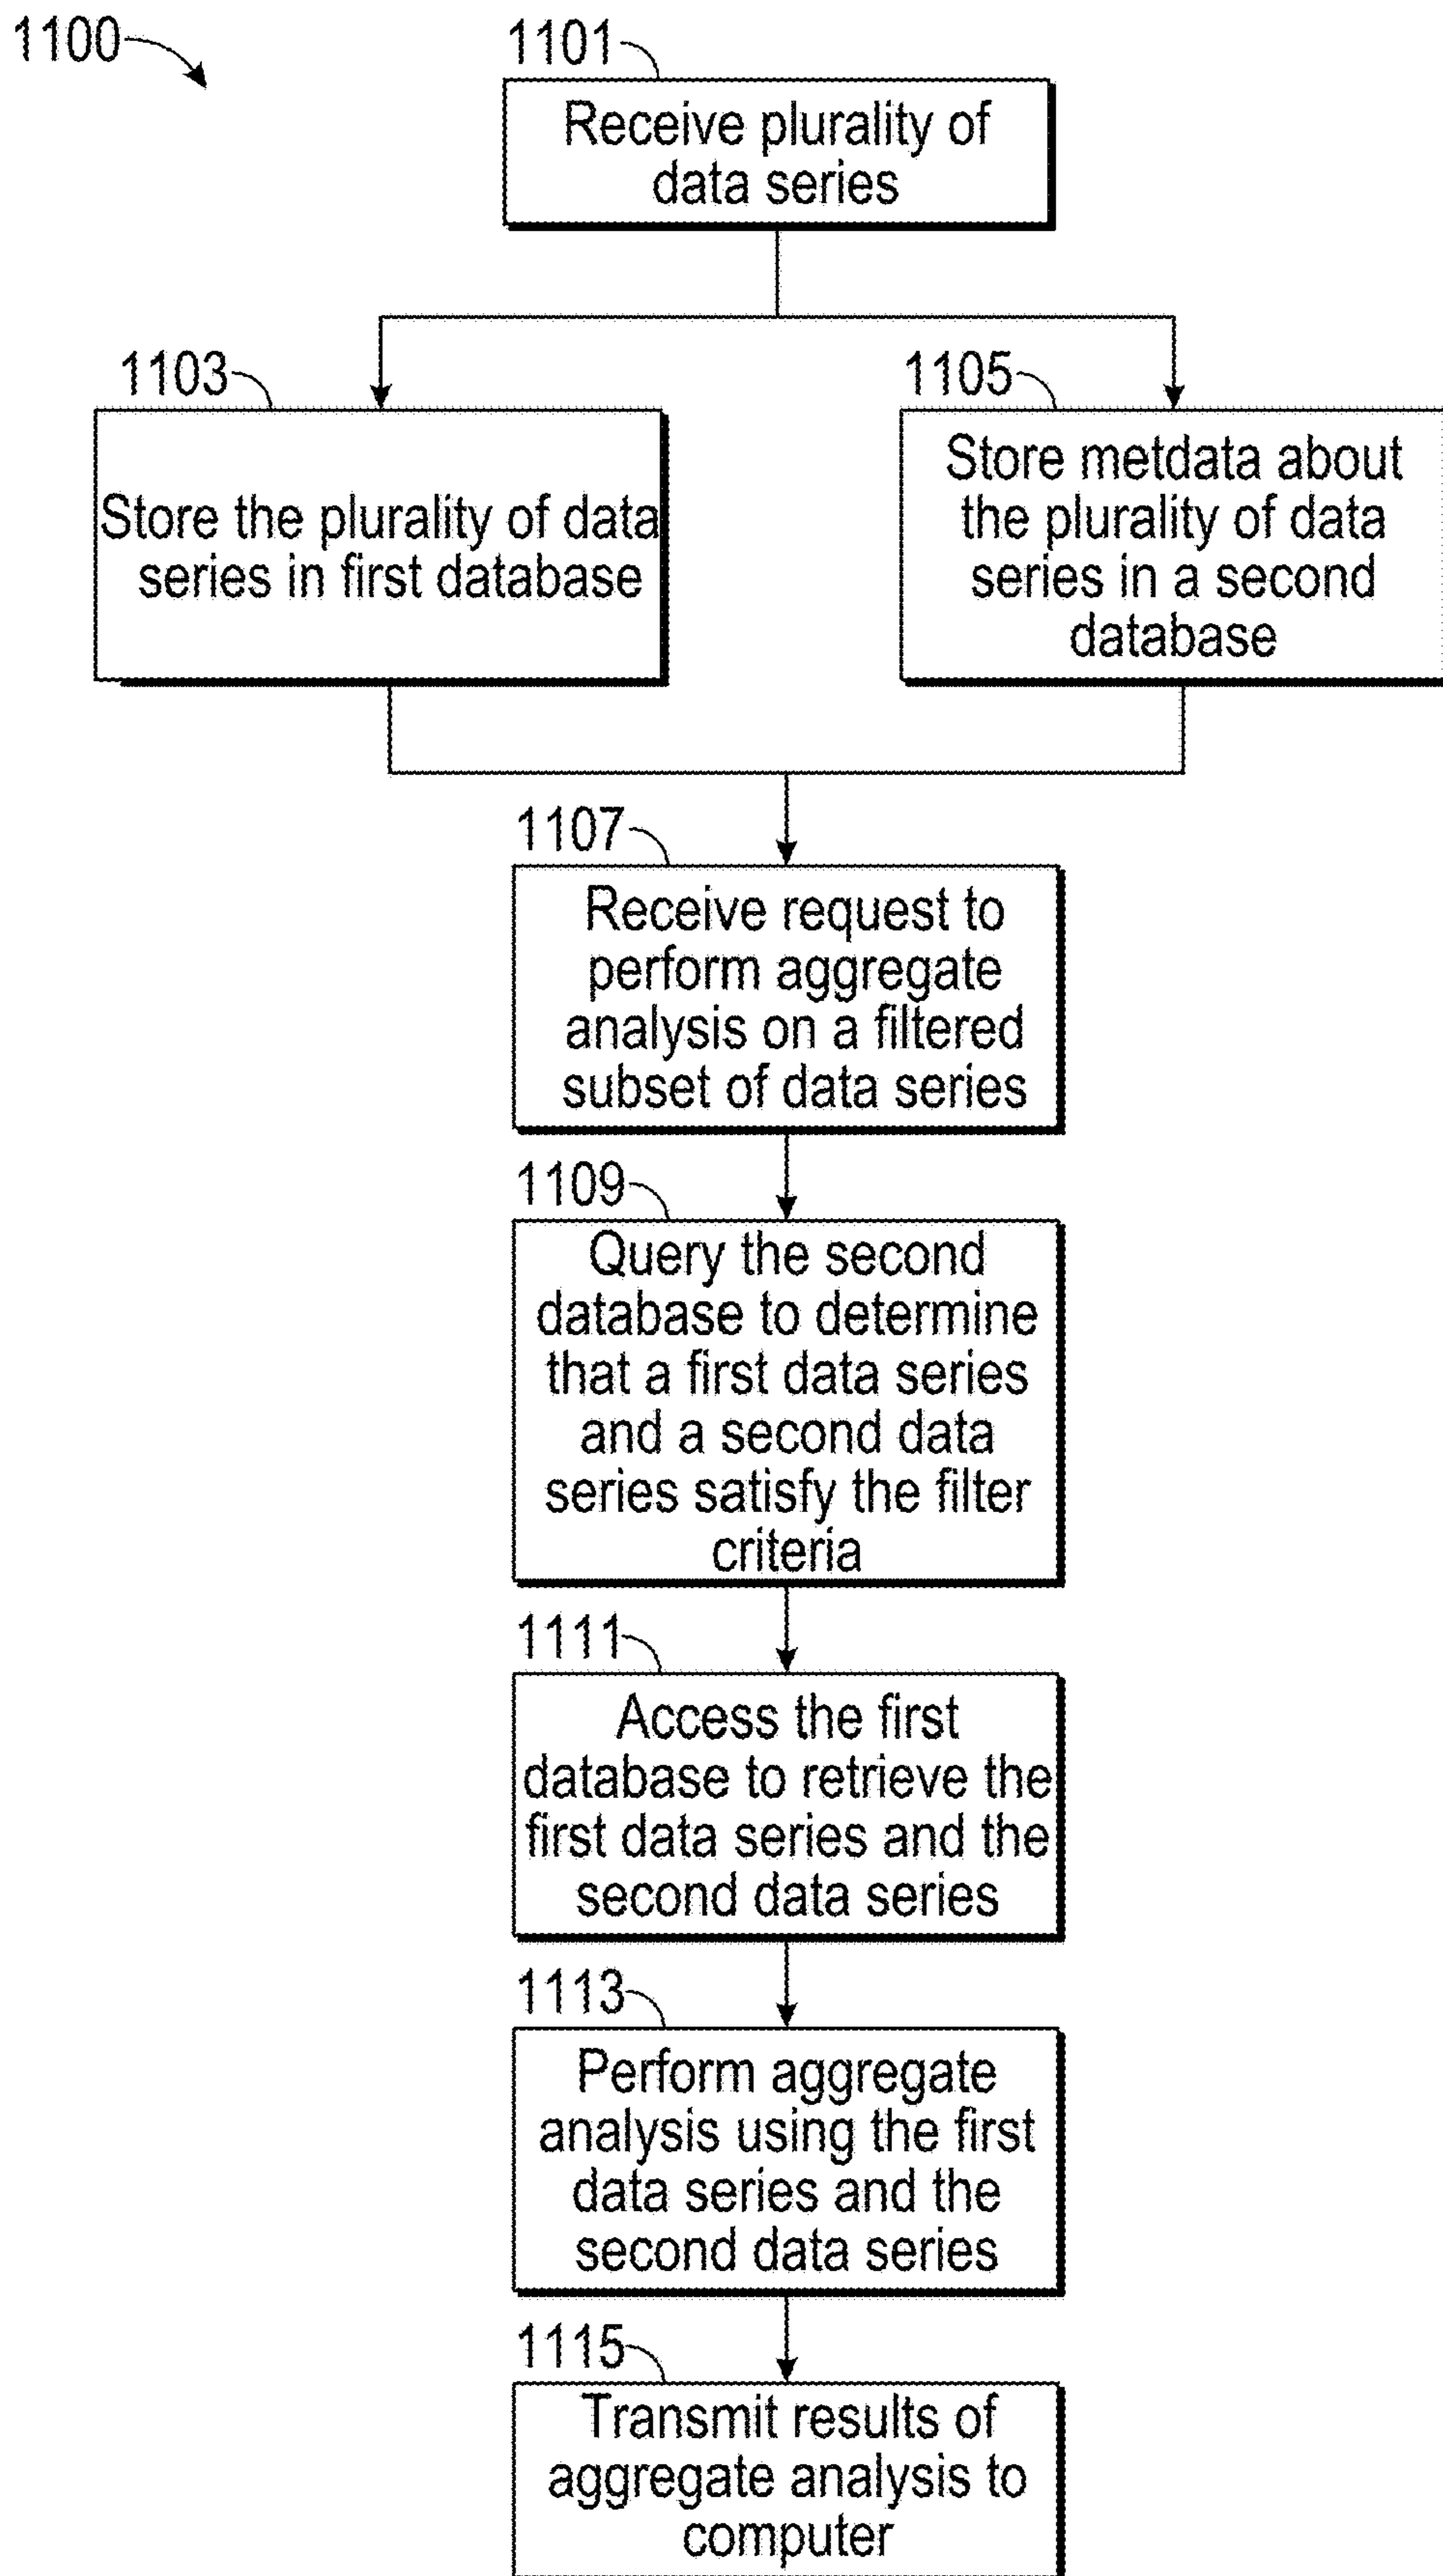 1100
1101
Receive plurality of
data series
1103
Store the plurality of data
series in first database
1105
Store metdata about
the plurality of data
series in a second
database
1107
Receive request to
perform aggregate
analysis on a filtered
subset of data series
1109
Query the second
database to determine
that a first data series
and a second data
series satisfy the filter
criteria
1111
Access the first
database to retrieve the
first data series and the
second data series
1113
Perform aggregate
analysis using the first
data series and the
second data series
1115
Transmit results of
aggregate analysis to
computer